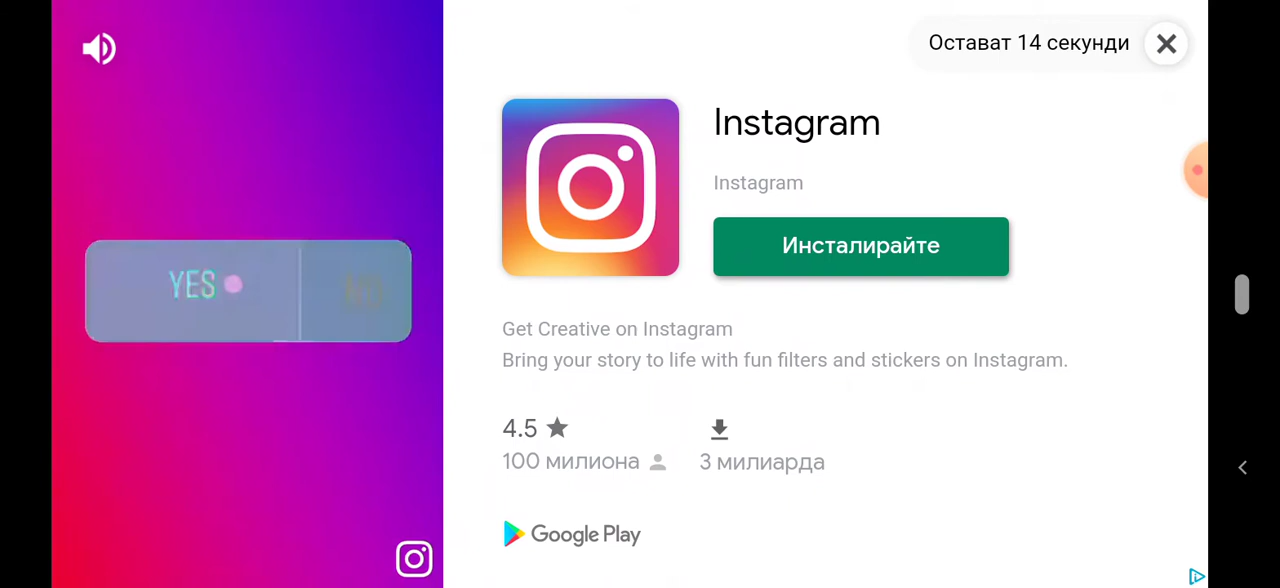 Остават 14 секунди
Instagram
Instagram
Инсталирайте
YES
NO
Get Creative on Instagram
Bring your story to life with fun filters and stickers on Instagram.
4.5
100 милиона
3 милиарда
Google Play